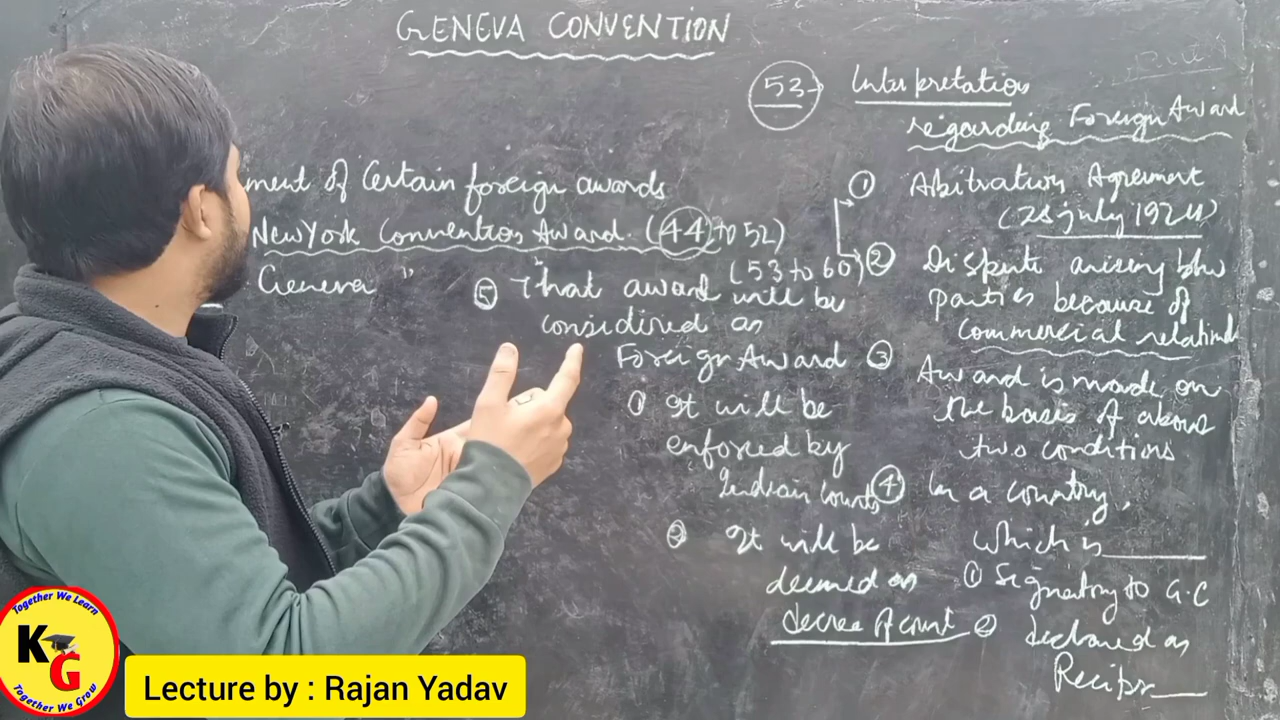 GENEVA CONVENTION
53→ Interpretation
regarding Foreign Award
ment of Certain foreign awards
New York Convention Award. (44 to 52)
Geneva " (53 to 60)
① Arbitration Agreement
(28 July 1924)
② Dispute arising b/w
parties because of
Commercial relation
③ Award is made on
the basis of above
two conditions
④ In a country,
which is
① Signatory to G.C
② declared as
Recipr
⑤ That award will be
considered as
Foreign Award
① It will be
enforced by
Indian Courts
② It will be
deemed as
decree of court
Together We Learn
KG
Together We Grow
Lecture by : Rajan Yadav